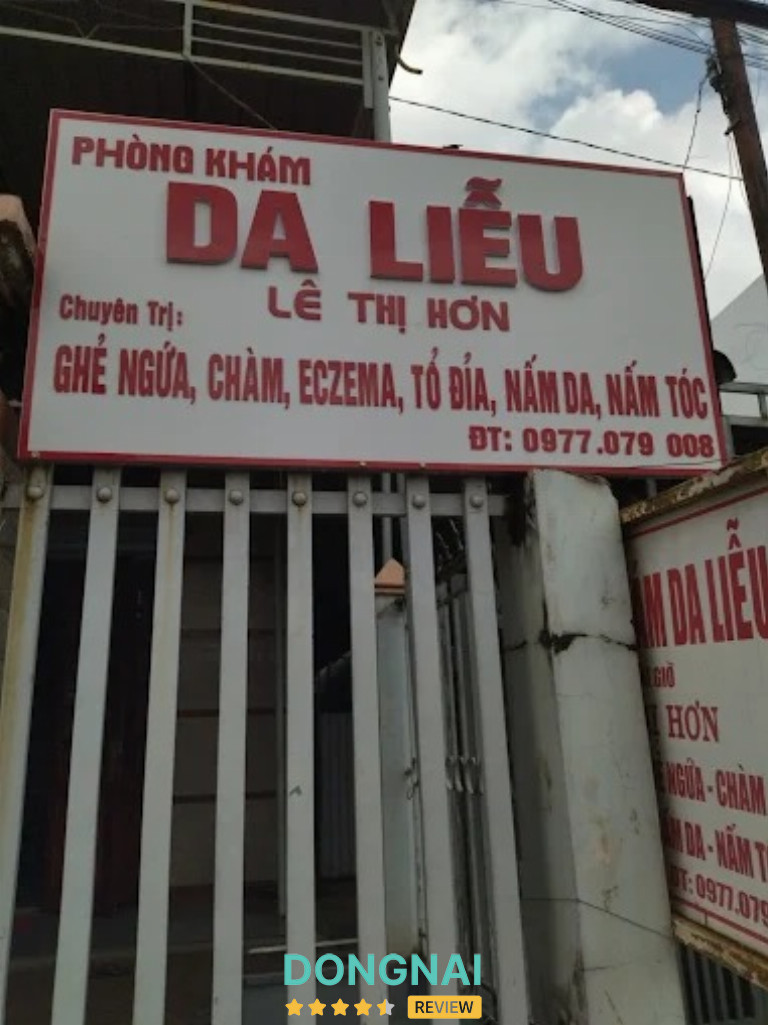 PHÒNG KHÁM
DA LIỄU
LÊ THỊ HƠN
Chuyên Trị:
GHẺ NGỨA, CHÀM, ECZEMA, TỔ ĐỈA, NẤM DA, NẤM TÓC
ĐT: 0977.079 008
DA LIỄU
GIỜ
HƠN
NGỨA - CHÀM
DA - NẤM
ĐT: 0977.079
DONGNAI
REVIEW